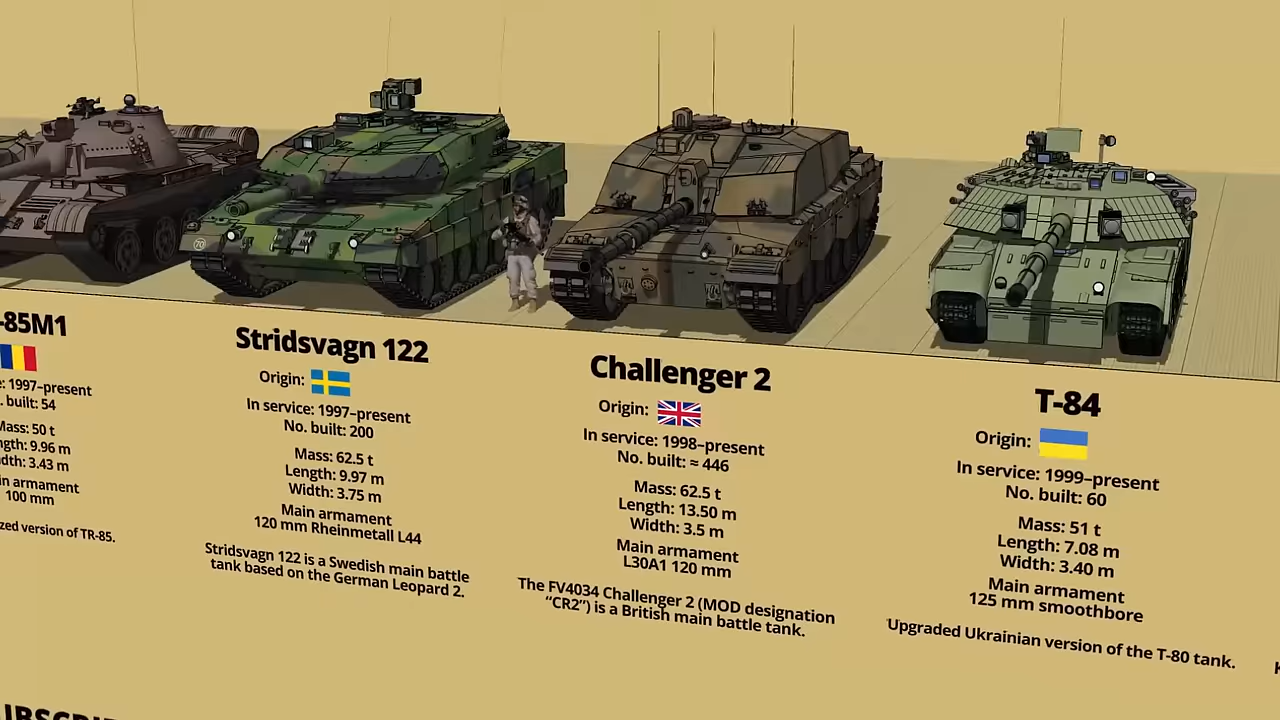 -85M1
: 1997–present
. built: 54
Mass: 50 t
ngth: 9.96 m
dth: 3.43 m
in armament
100 mm
zed version of TR-85.
Stridsvagn 122
Origin:
In service: 1997–present
No. built: 200
Mass: 62.5 t
Length: 9.97 m
Width: 3.75 m
Main armament
120 mm Rheinmetall L44
Stridsvagn 122 is a Swedish main battle
tank based on the German Leopard 2.
Challenger 2
Origin:
In service: 1998–present
No. built: ≈ 446
Mass: 62.5 t
Length: 13.50 m
Width: 3.5 m
Main armament
L30A1 120 mm
The FV4034 Challenger 2 (MOD designation
“CR2”) is a British main battle tank.
T-84
Origin:
In service: 1999–present
No. built: 60
Mass: 51 t
Length: 7.08 m
Width: 3.40 m
Main armament
125 mm smoothbore
Upgraded Ukrainian version of the T-80 tank.
70